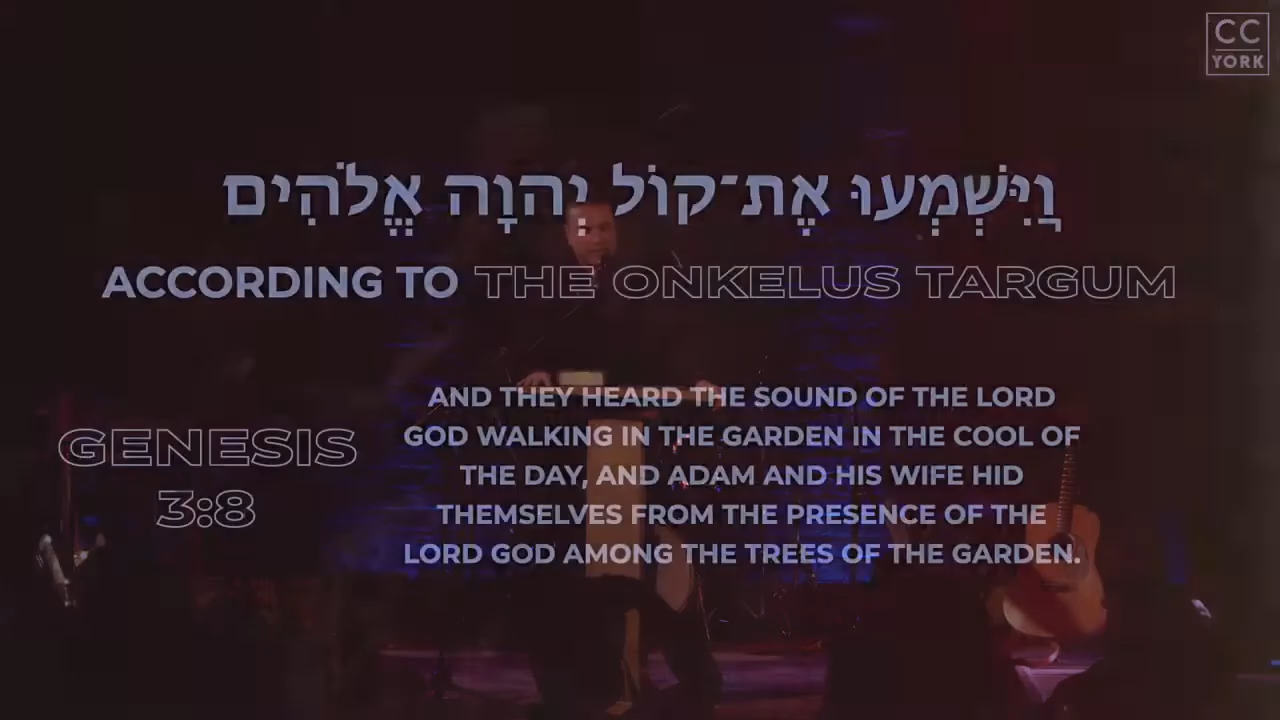 CC
YORK
וַֽיִּשְׁמְעוּ אֶת־קוֹל יְהוָה אֱלֹהִים
ACCORDING TO THE ONKELUS TARGUM
GENESIS
3:8
AND THEY HEARD THE SOUND OF THE LORD
GOD WALKING IN THE GARDEN IN THE COOL OF
THE DAY, AND ADAM AND HIS WIFE HID
THEMSELVES FROM THE PRESENCE OF THE
LORD GOD AMONG THE TREES OF THE GARDEN.